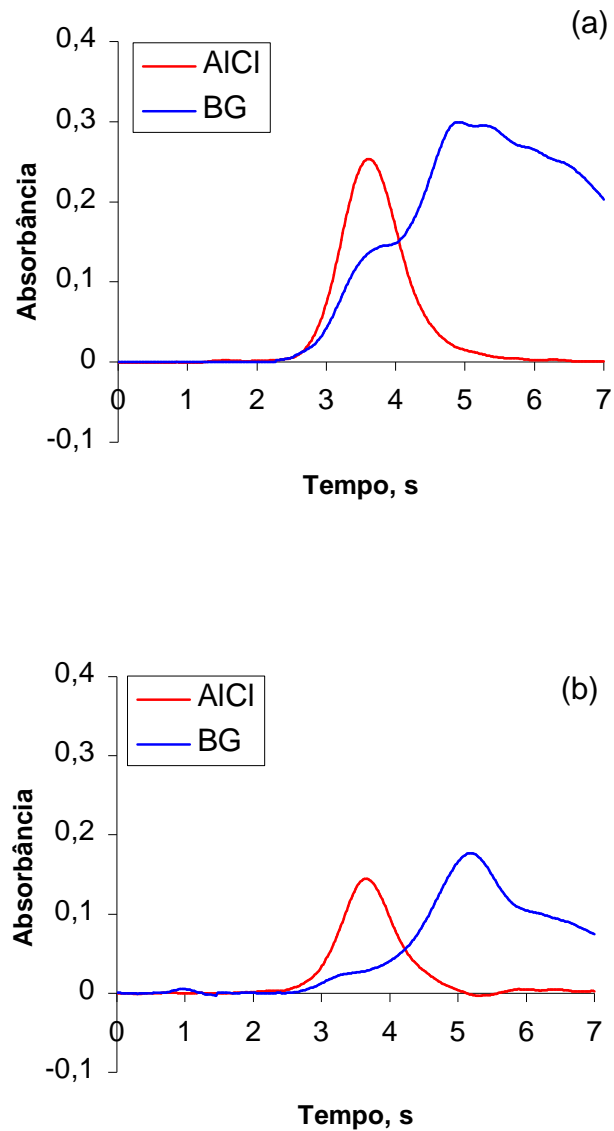 (a)
0,4
0,3
0,2
0,1
0
-0,1
Absorbância
AlCl
BG
0 1 2 3 4 5 6 7
Tempo, s
(b)
0,4
0,3
0,2
0,1
0
-0,1
Absorbância
AlCl
BG
0 1 2 3 4 5 6 7
Tempo, s